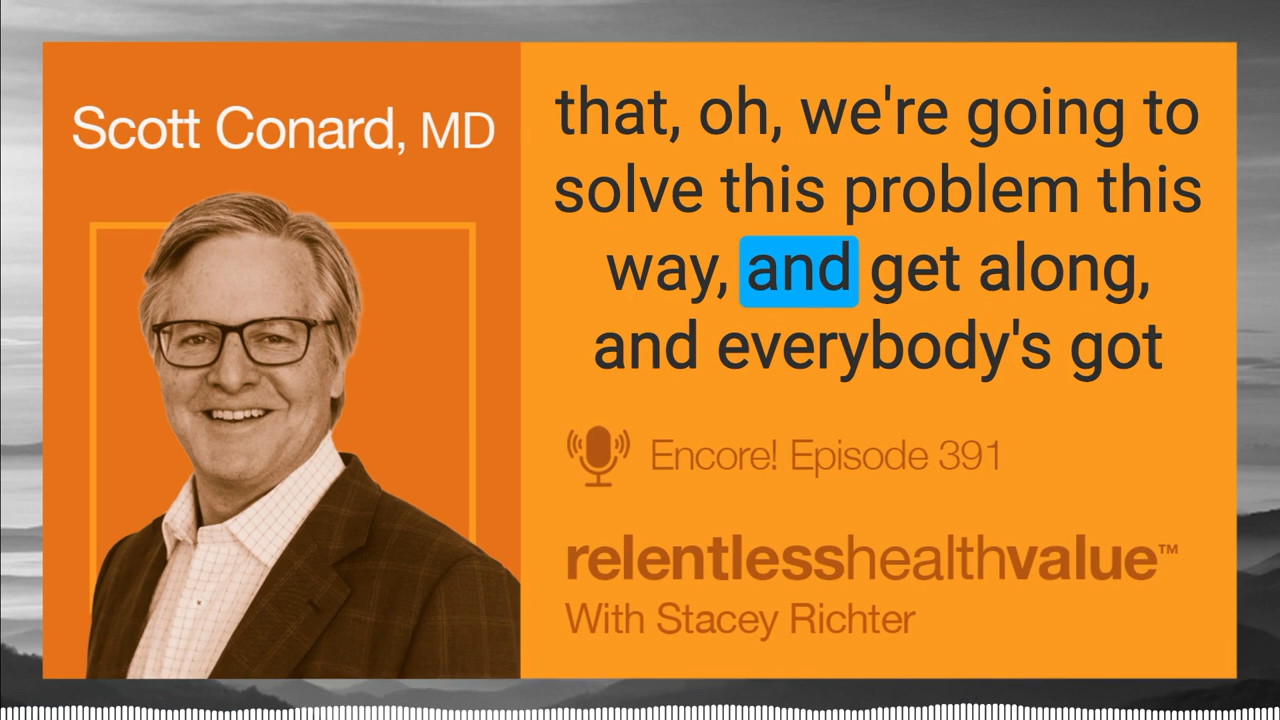 Scott Conard, MD
that, oh, we're going to
solve this problem this
way, and get along,
and everybody's got
Encore! Episode 391
relentlesshealthvalue™
With Stacey Richter